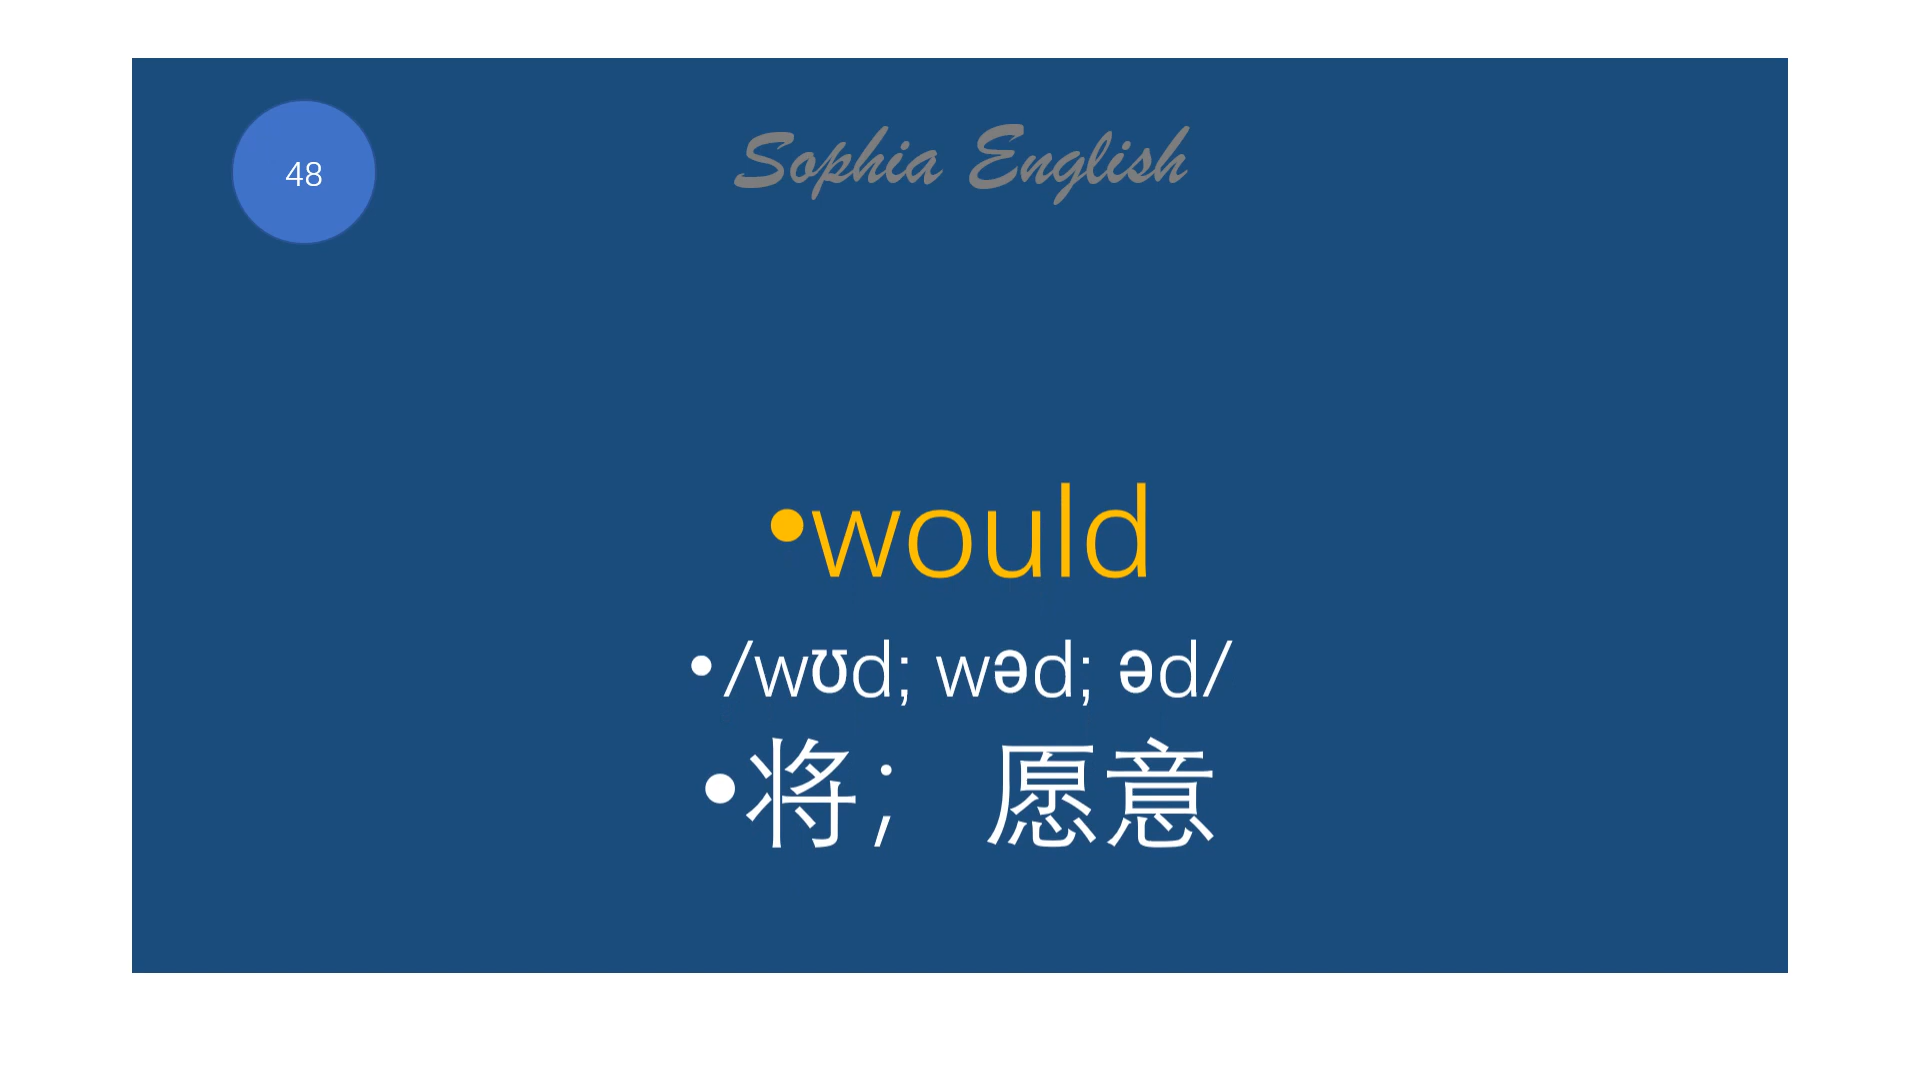 48
Sophia English
•would
•/wʊd; wəd; əd/
•将；愿意